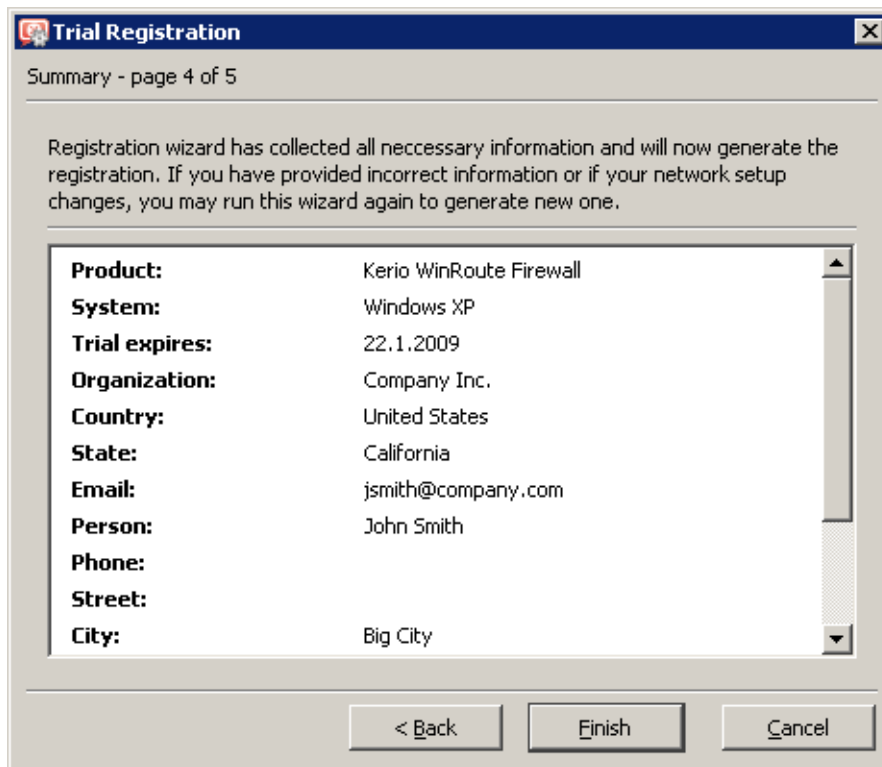 Trial Registration
Summary - page 4 of 5
Registration wizard has collected all neccessary information and will now generate the
registration. If you have provided incorrect information or if your network setup
changes, you may run this wizard again to generate new one.
Product: Kerio WinRoute Firewall
System: Windows XP
Trial expires: 22.1.2009
Organization: Company Inc.
Country: United States
State: California
Email: jsmith@company.com
Person: John Smith
Phone:
Street:
City: Big City
< Back Finish Cancel